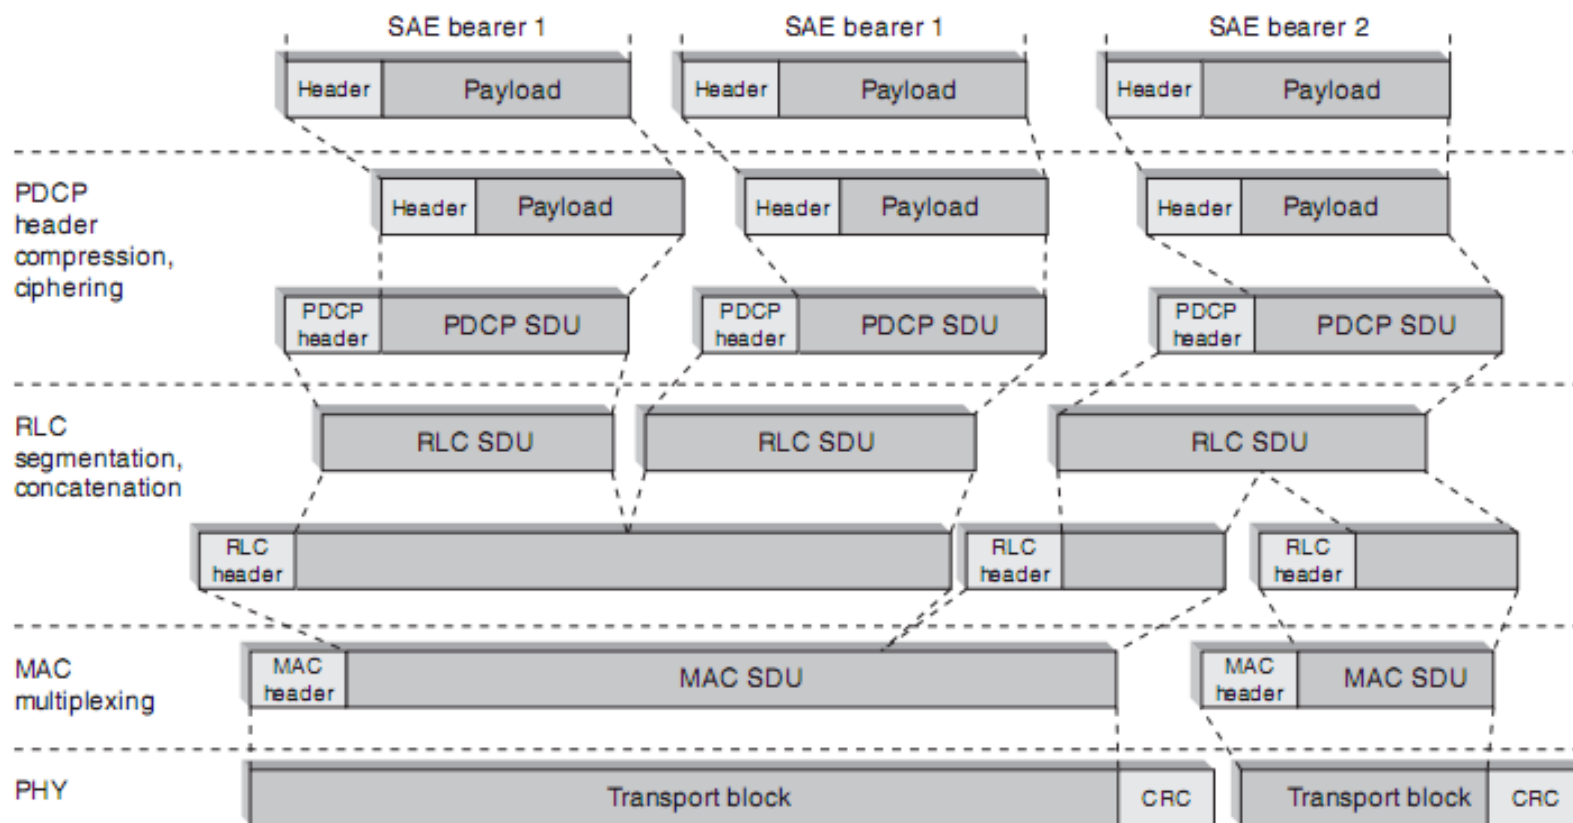 SAE bearer 1
SAE bearer 1
SAE bearer 2
Header
Payload
Header
Payload
Header
Payload
PDCP
header
compression,
ciphering
Header
Payload
Header
Payload
Header
Payload
PDCP
header
PDCP SDU
PDCP
header
PDCP SDU
PDCP
header
PDCP SDU
RLC
segmentation,
concatenation
RLC SDU
RLC SDU
RLC SDU
RLC
header
RLC
header
RLC
header
MAC
multiplexing
MAC
header
MAC SDU
MAC
header
MAC SDU
PHY
Transport block
CRC
Transport block
CRC